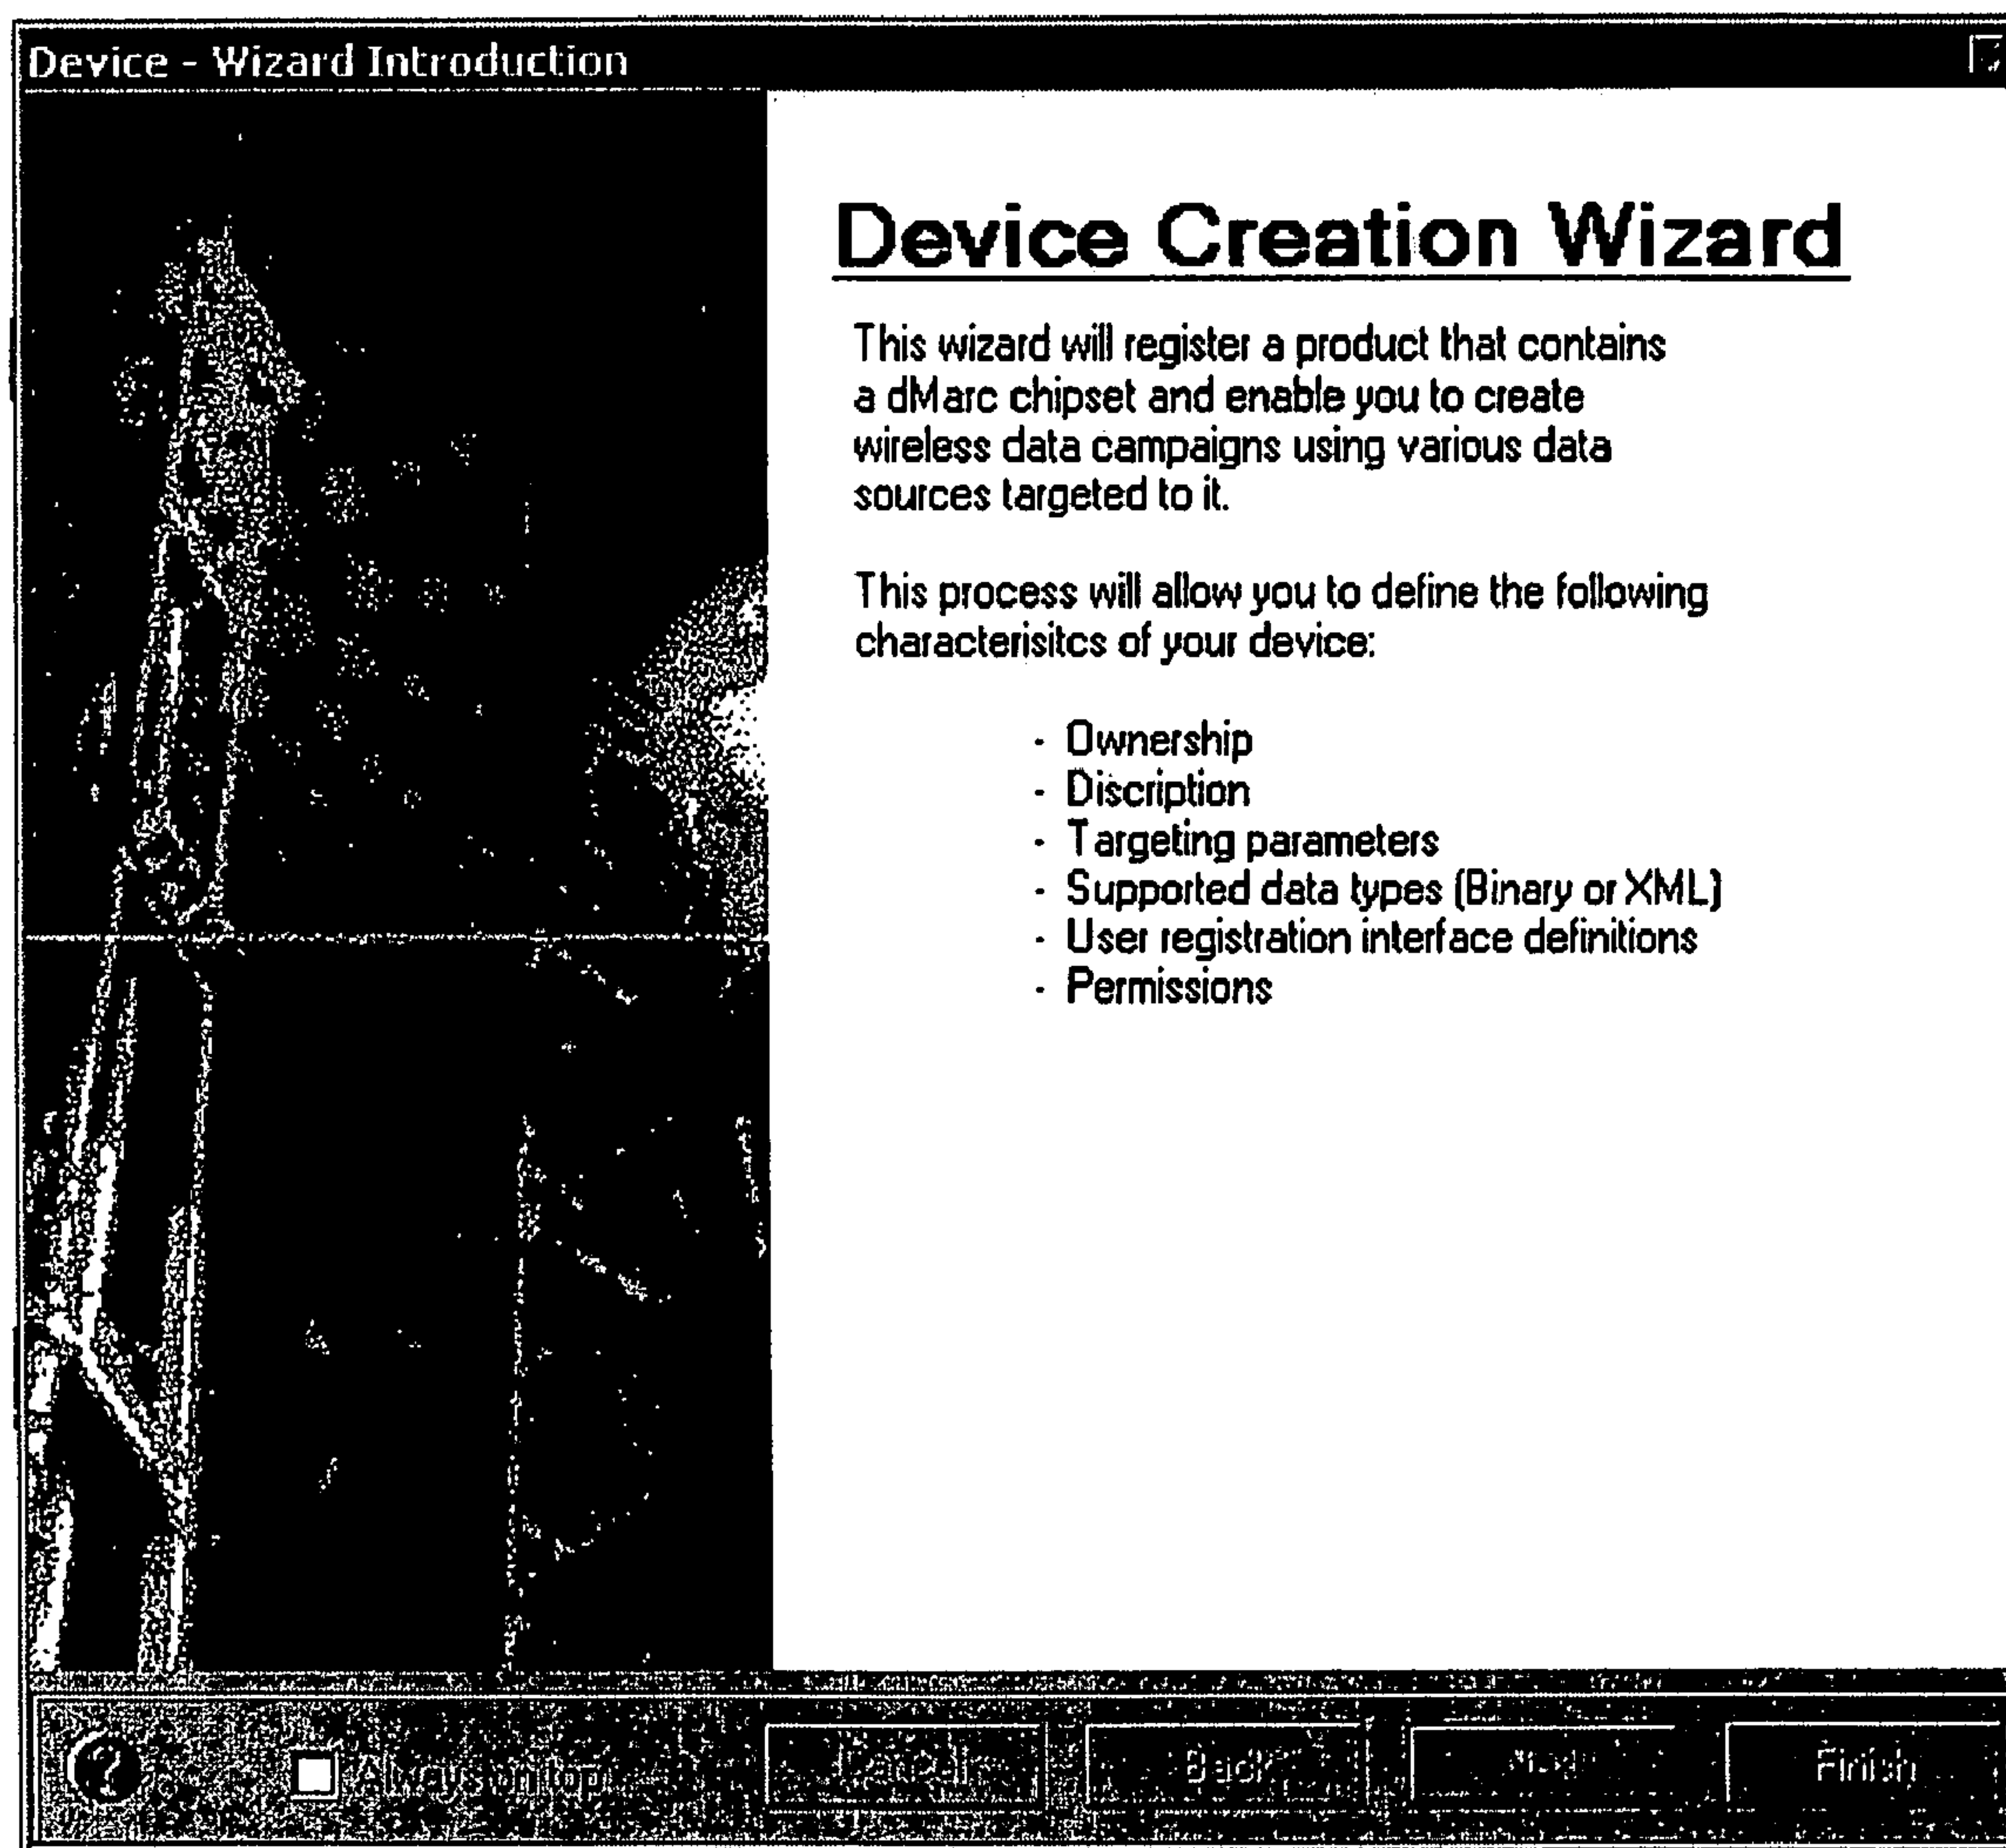 Device - Wizard Introduction
Device Creation Wizard
This wizard will register a product that contains
a dMarc chipset and enable you to create
wireless data campaigns using various data
sources targeted to it.
This process will allow you to define the following
characterisitcs of your device:
- Ownership
- Discription
- Targeting parameters
- Supported data types (Binary or XML)
- User registration interface definitions
- Permissions
?
Always on top
Cancel
Back
Next
Finish